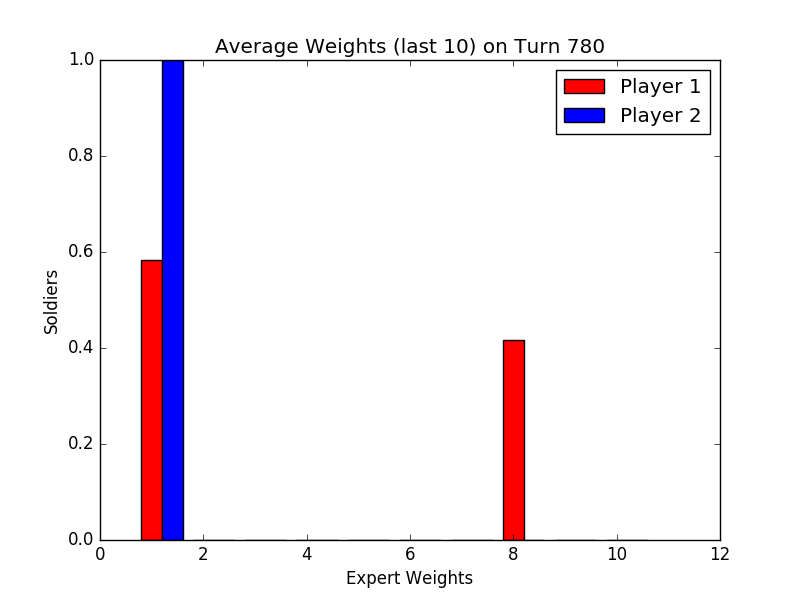 Average Weights (last 10) on Turn 780
1.0
0.8
0.6
0.4
0.2
0.0
Soldiers
Player 1
Player 2
0 2 4 6 8 10 12
Expert Weights